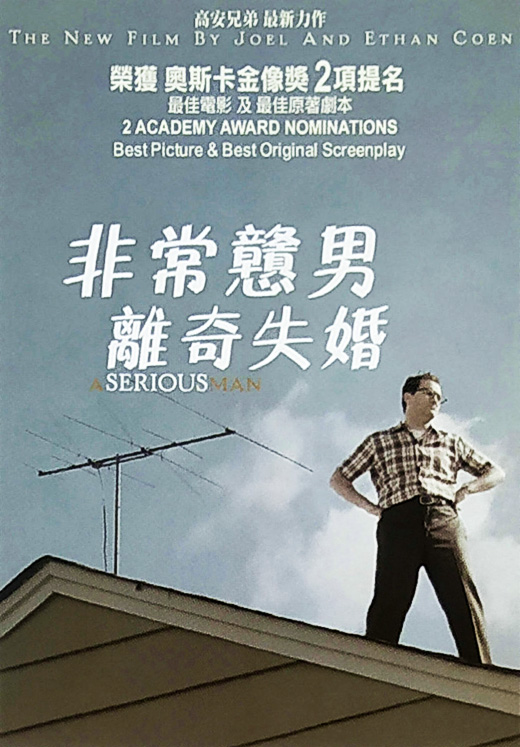 高安兄弟 最新力作
THE NEW FILM BY JOEL AND ETHAN COEN
榮獲 奧斯卡金像獎 2項提名
最佳電影 及 最佳原著劇本
2 ACADEMY AWARD NOMINATIONS
Best Picture & Best Original Screenplay
非常戇男
離奇失婚
A SERIOUS MAN